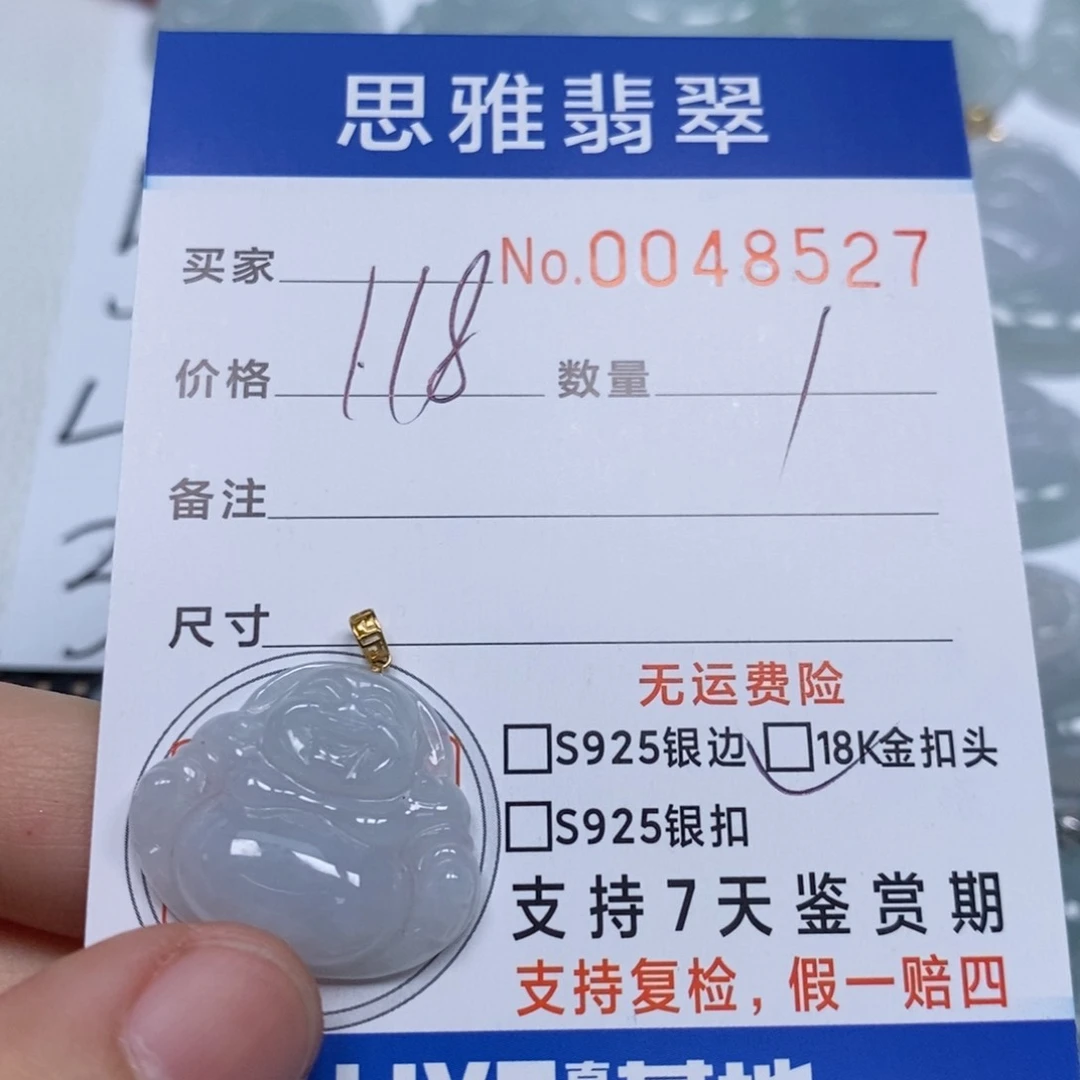 思雅翡翠
买家 No.0048527
价格 118 数量 1
备注
尺寸
无运费险
□S925银边 □18K金扣头
□S925银扣
支持7天鉴赏期
支持复检，假一赔四